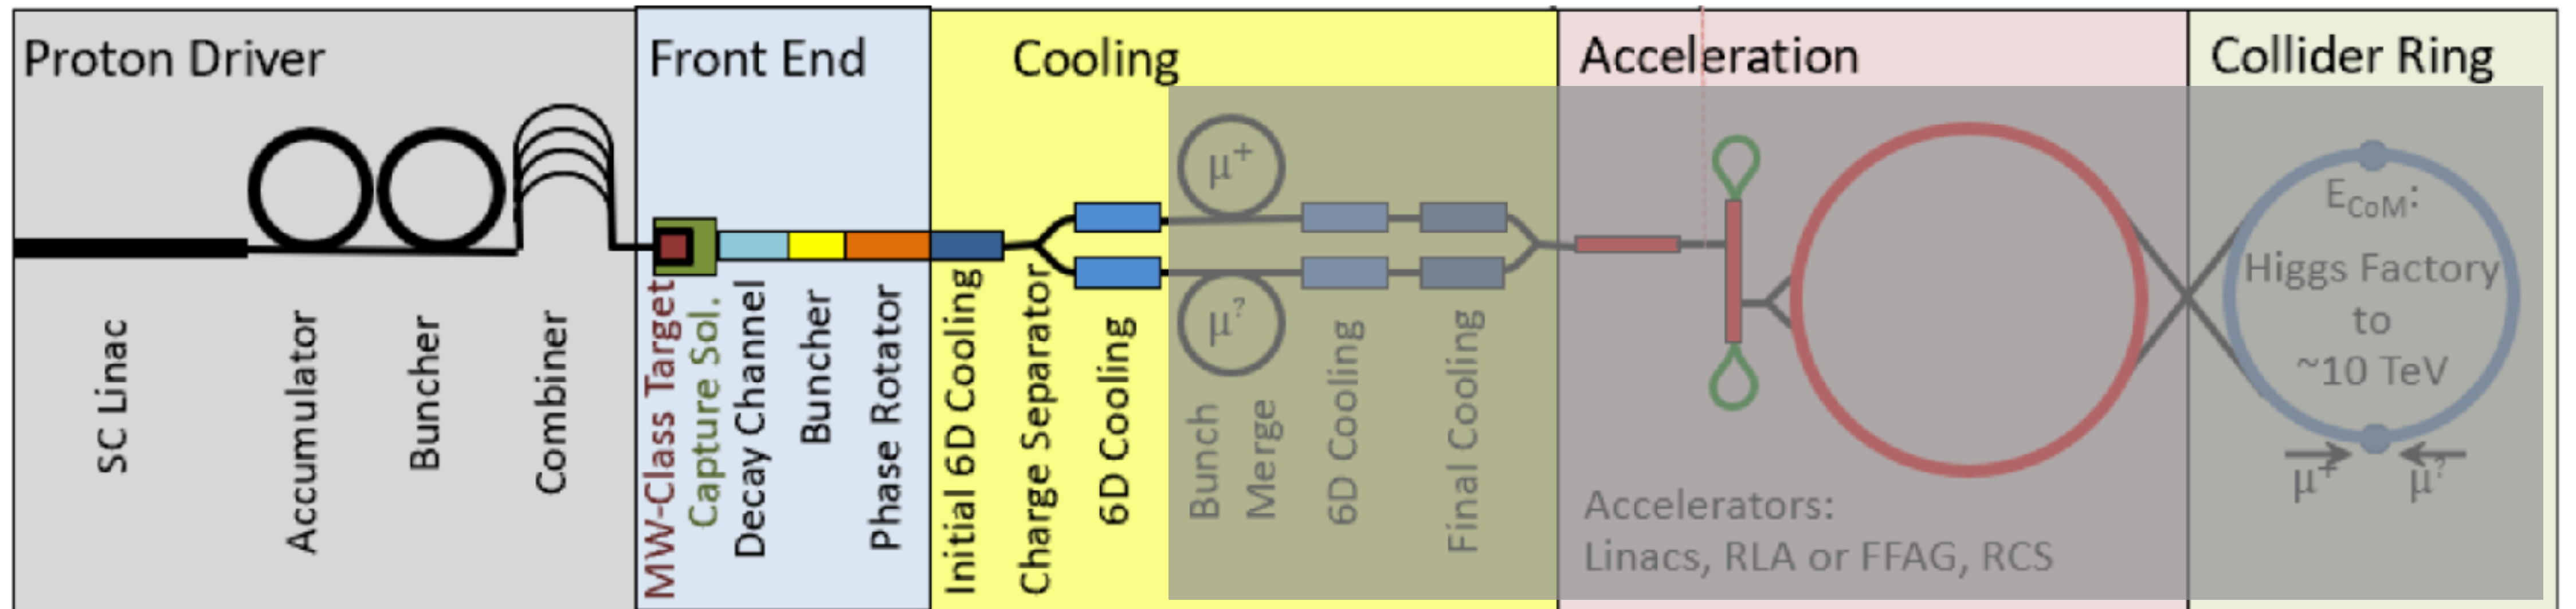 Proton Driver
Front End
Cooling
Acceleration
Collider Ring
SC Linac
Accumulator
Buncher
Combiner
MW-Class Target
Capture Sol.
Decay Channel
Buncher
Phase Rotator
Initial 6D Cooling
Charge Separator
6D Cooling
μ+
μ?
Bunch
Merge
6D Cooling
Final Cooling
Accelerators:
Linacs, RLA or FFAG, RCS
ECoM:
Higgs Factory
to
~10 TeV
μ+ μ?